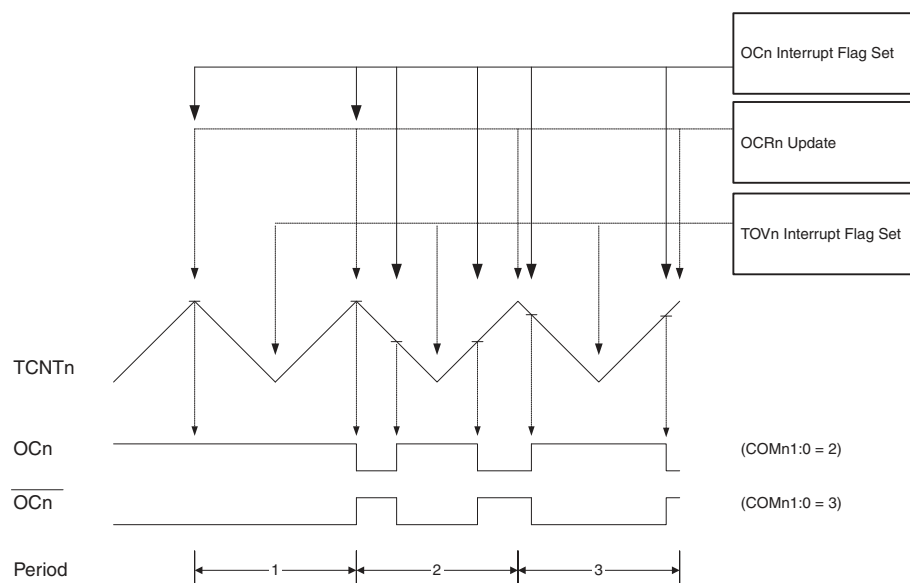 OCn Interrupt Flag Set
OCRn Update
TOVn Interrupt Flag Set
TCNTn
OCn
(COMn1:0 = 2)
OCn
(COMn1:0 = 3)
Period
1
2
3